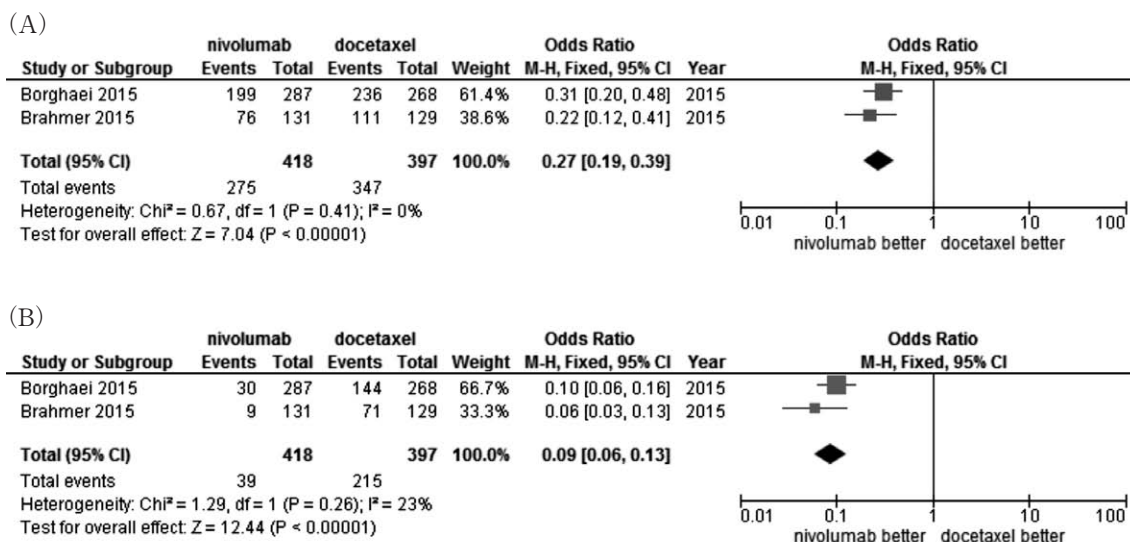 (A)
nivolumab docetaxel Odds Ratio Odds Ratio
Study or Subgroup Events Total Events Total Weight M-H, Fixed, 95% CI Year M-H, Fixed, 95% CI
Borghaei 2015 199 287 236 268 61.4% 0.31 [0.20, 0.48] 2015
Brahmer 2015 76 131 111 129 38.6% 0.22 [0.12, 0.41] 2015
Total (95% CI) 418 397 100.0% 0.27 [0.19, 0.39]
Total events 275 347
Heterogeneity: Chi² = 0.67, df = 1 (P = 0.41); I² = 0%
Test for overall effect: Z = 7.04 (P < 0.00001)
0.01 0.1 1 10 100
nivolumab better docetaxel better
(B)
nivolumab docetaxel Odds Ratio Odds Ratio
Study or Subgroup Events Total Events Total Weight M-H, Fixed, 95% CI Year M-H, Fixed, 95% CI
Borghaei 2015 30 287 144 268 66.7% 0.10 [0.06, 0.16] 2015
Brahmer 2015 9 131 71 129 33.3% 0.06 [0.03, 0.13] 2015
Total (95% CI) 418 397 100.0% 0.09 [0.06, 0.13]
Total events 39 215
Heterogeneity: Chi² = 1.29, df = 1 (P = 0.26); I² = 23%
Test for overall effect: Z = 12.44 (P < 0.00001)
0.01 0.1 1 10 100
nivolumab better docetaxel better